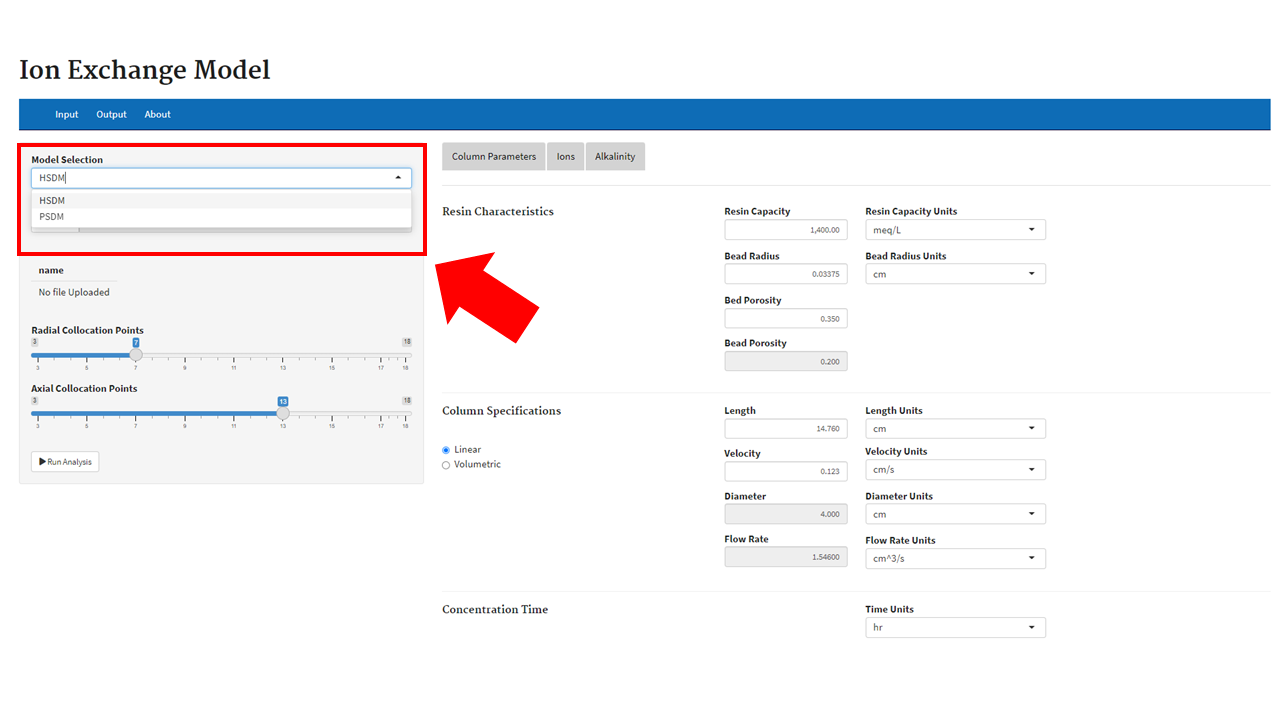 Ion Exchange Model
Input Output About
Model Selection
HSDM
HSDM
PSDM
name
No file Uploaded
Radial Collocation Points
3 7 18
3 5 7 9 11 13 15 17 18
Axial Collocation Points
3 13 18
3 5 7 9 11 13 15 17 18
Run Analysis
Column Parameters Ions Alkalinity
Resin Characteristics
Resin Capacity Resin Capacity Units
1,400.00 meq/L
Bead Radius Bead Radius Units
0.03375 cm
Bed Porosity
0.350
Bead Porosity
0.200
Column Specifications
Linear
Volumetric
Length Length Units
14.760 cm
Velocity Velocity Units
0.123 cm/s
Diameter Diameter Units
4.000 cm
Flow Rate Flow Rate Units
1.54600 cm^3/s
Concentration Time
Time Units
hr